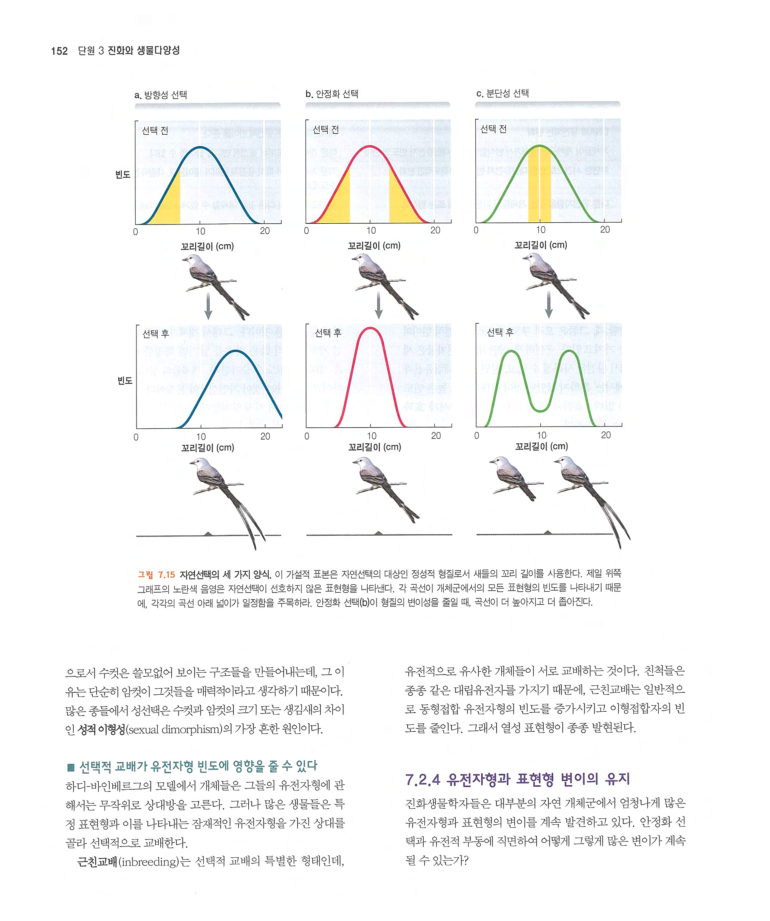 152 단원 3 진화와 생물다양성
a. 방향성 선택
b. 안정화 선택
c. 분단성 선택
선택 전
선택 전
선택 전
빈도
0 10 20
0 10 20
0 10 20
꼬리길이 (cm)
꼬리길이 (cm)
꼬리길이 (cm)
선택 후
선택 후
선택 후
빈도
0 10 20
0 10 20
0 10 20
꼬리길이 (cm)
꼬리길이 (cm)
꼬리길이 (cm)
그림 7.15 자연선택의 세 가지 양식. 이 가설적 표본은 자연선택의 대상인 정성적 형질로서 새들의 꼬리 길이를 사용한다. 제일 위쪽
그래프의 노란색 음영은 자연선택이 선호하지 않은 표현형을 나타낸다. 각 곡선이 개체군에서의 모든 표현형의 빈도를 나타내기 때문
에, 각각의 곡선 아래 넓이가 일정함을 주목하라. 안정화 선택(b)이 형질의 변이성을 줄일 때, 곡선이 더 높아지고 더 좁아진다.
으로서 수컷은 쓸모없어 보이는 구조들을 만들어내는데, 그 이
유는 단순히 암컷이 그것들을 매력적이라고 생각하기 때문이다.
많은 종들에서 성선택은 수컷과 암컷의 크기 또는 생김새의 차이
인 성적 이형성(sexual dimorphism)의 가장 흔한 원인이다.
■ 선택적 교배가 유전자형 빈도에 영향을 줄 수 있다
하디-바인베르그의 모델에서 개체들은 그들의 유전자형에 관
해서는 무작위로 상대방을 고른다. 그러나 많은 생물들은 특
정 표현형과 이를 나타내는 잠재적인 유전자형을 가진 상대를
골라 선택적으로 교배한다.
근친교배(inbreeding)는 선택적 교배의 특별한 형태인데,
유전적으로 유사한 개체들이 서로 교배하는 것이다. 친척들은
종종 같은 대립유전자를 가지기 때문에, 근친교배는 일반적으
로 동형접합 유전자형의 빈도를 증가시키고 이형접합자의 빈
도를 줄인다. 그래서 열성 표현형이 종종 발현된다.
7.2.4 유전자형과 표현형 변이의 유지
진화생물학자들은 대부분의 자연 개체군에서 엄청나게 많은
유전자형과 표현형의 변이를 계속 발견하고 있다. 안정화 선
택과 유전적 부동에 직면하여 어떻게 그렇게 많은 변이가 계속
될 수 있는가?